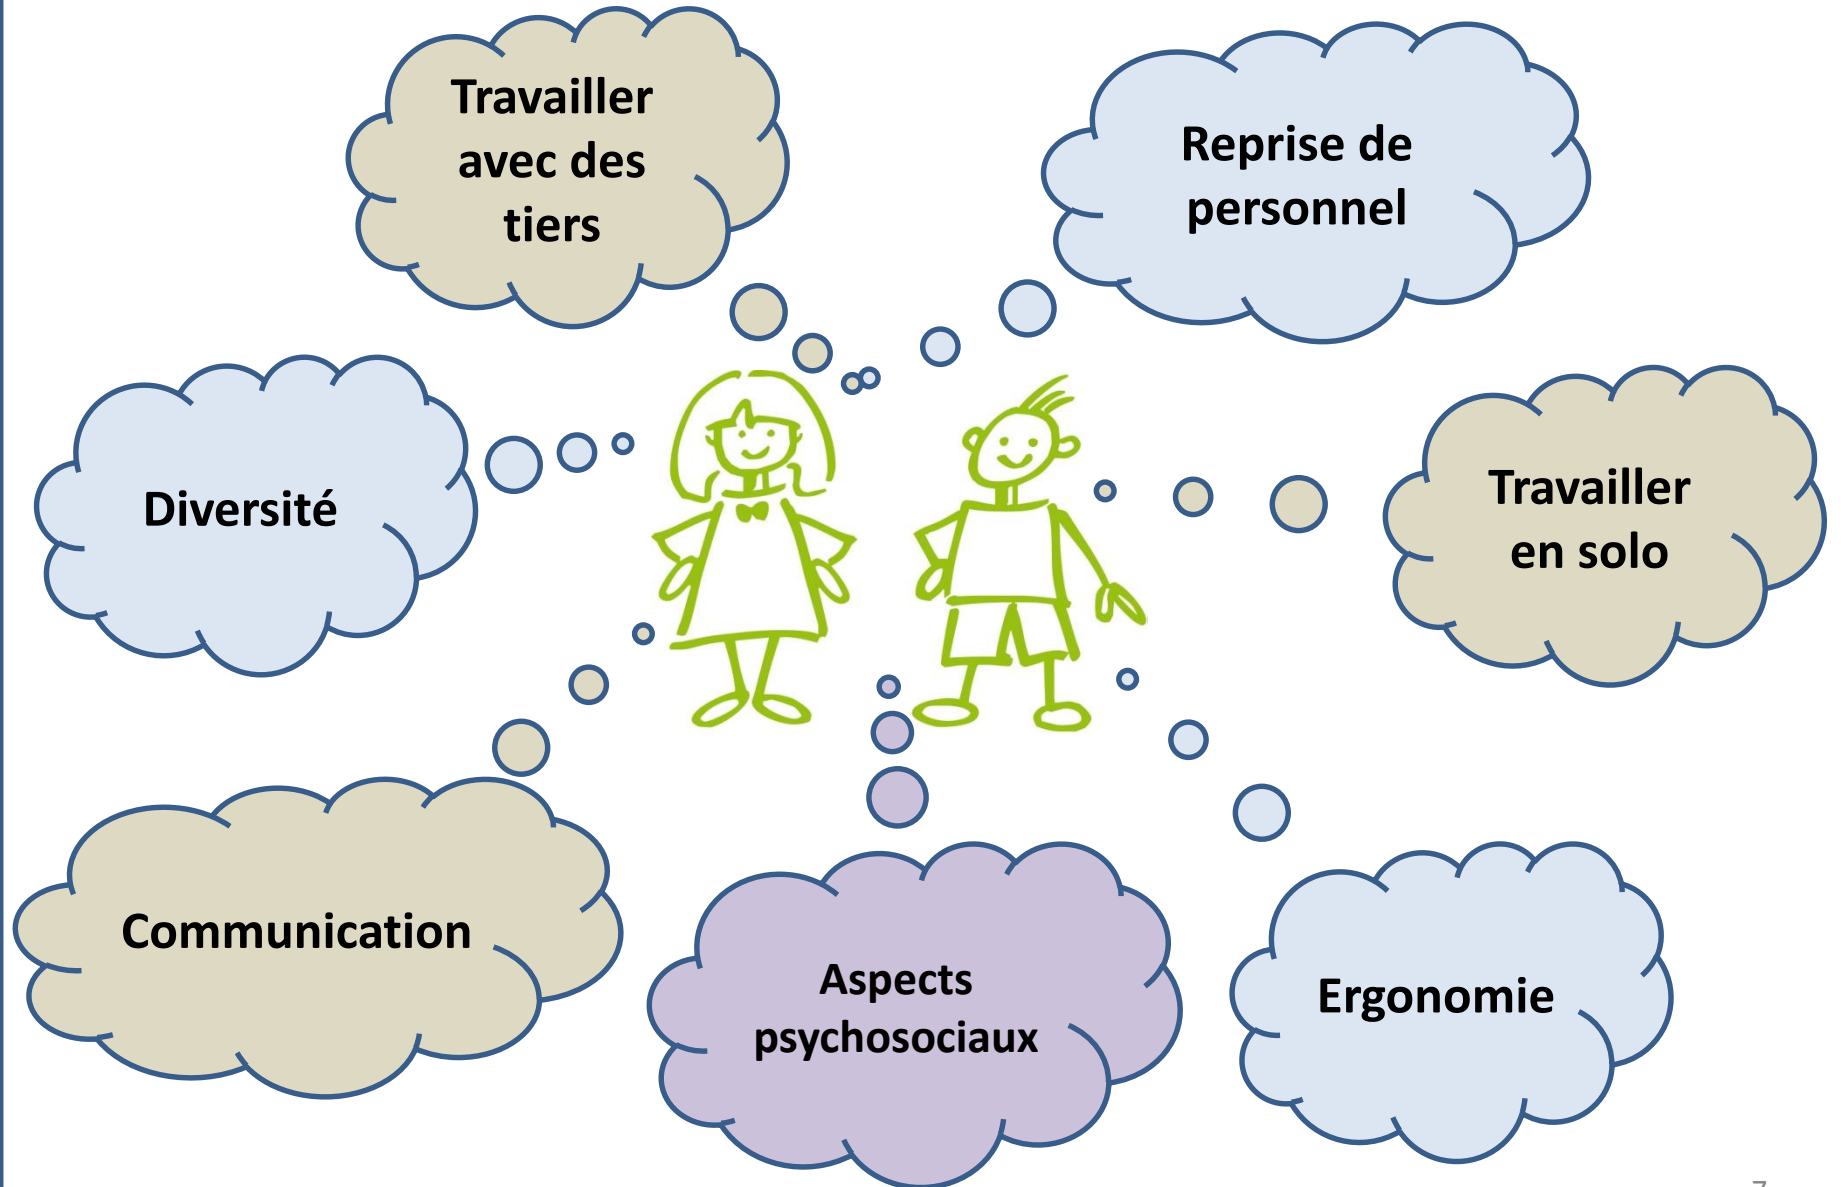 Travailler
avec des
tiers
Reprise de
personnel
Diversité
Travailler
en solo
Communication
Aspects
psychosociaux
Ergonomie